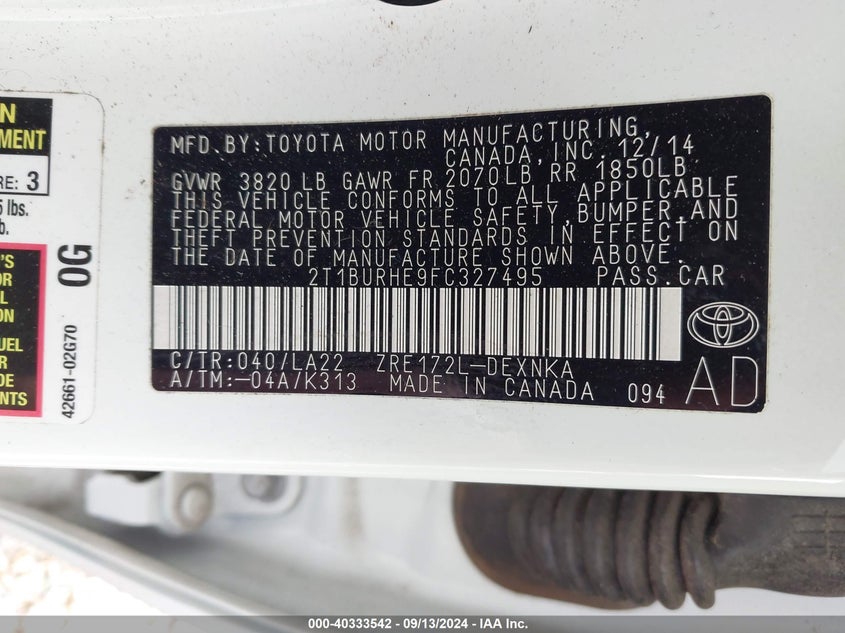 N
MENT
RE: 3
5 lbs.
b.
'S
OR
L
S
UEL
OR
DE
ENTS
0G
42661-02G70
MFD. BY: TOYOTA MOTOR MANUFACTURING,
CANADA, INC. 12/14
GVWR 3820 LB GAWR FR 2070LB RR 1850LB
THIS VEHICLE CONFORMS TO ALL APPLICABLE
FEDERAL MOTOR VEHICLE SAFETY, BUMPER, AND
THEFT PREVENTION STANDARDS IN EFFECT ON
THE DATE OF MANUFACTURE SHOWN ABOVE.
2T1BURHE9FC327495 PASS. CAR
C/TR: 040/LA22 ZRE172L-DEXNKA
A/TM: -04A/K313 MADE IN CANADA 094
AD
000-40333542 - 09/13/2024 - IAA Inc.